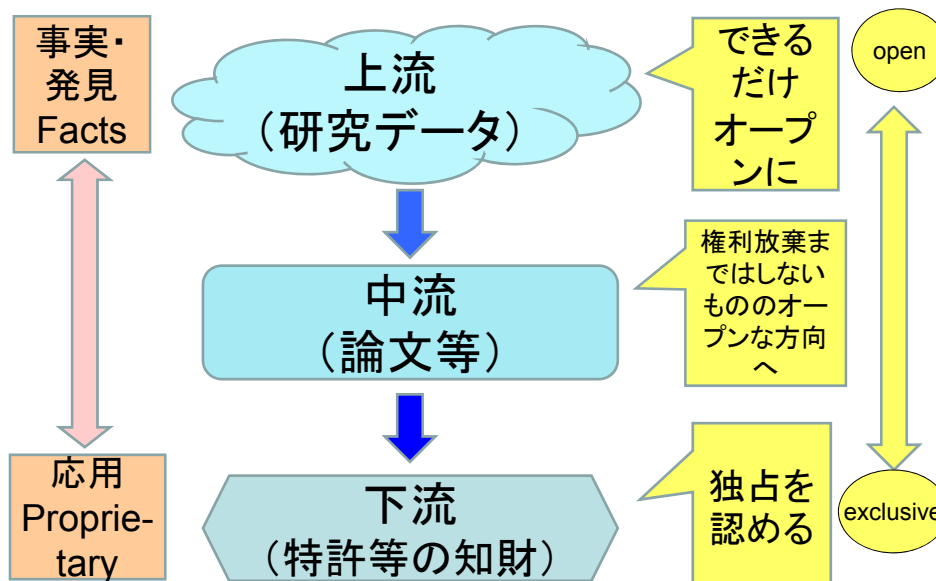 事実・
発見
Facts
上流
（研究データ）
できる
だけ
オープ
ンに
open
中流
（論文等）
権利放棄ま
ではしない
もののオー
プンな方向
へ
応用
Proprie-
tary
下流
（特許等の知財）
独占を
認める
exclusive